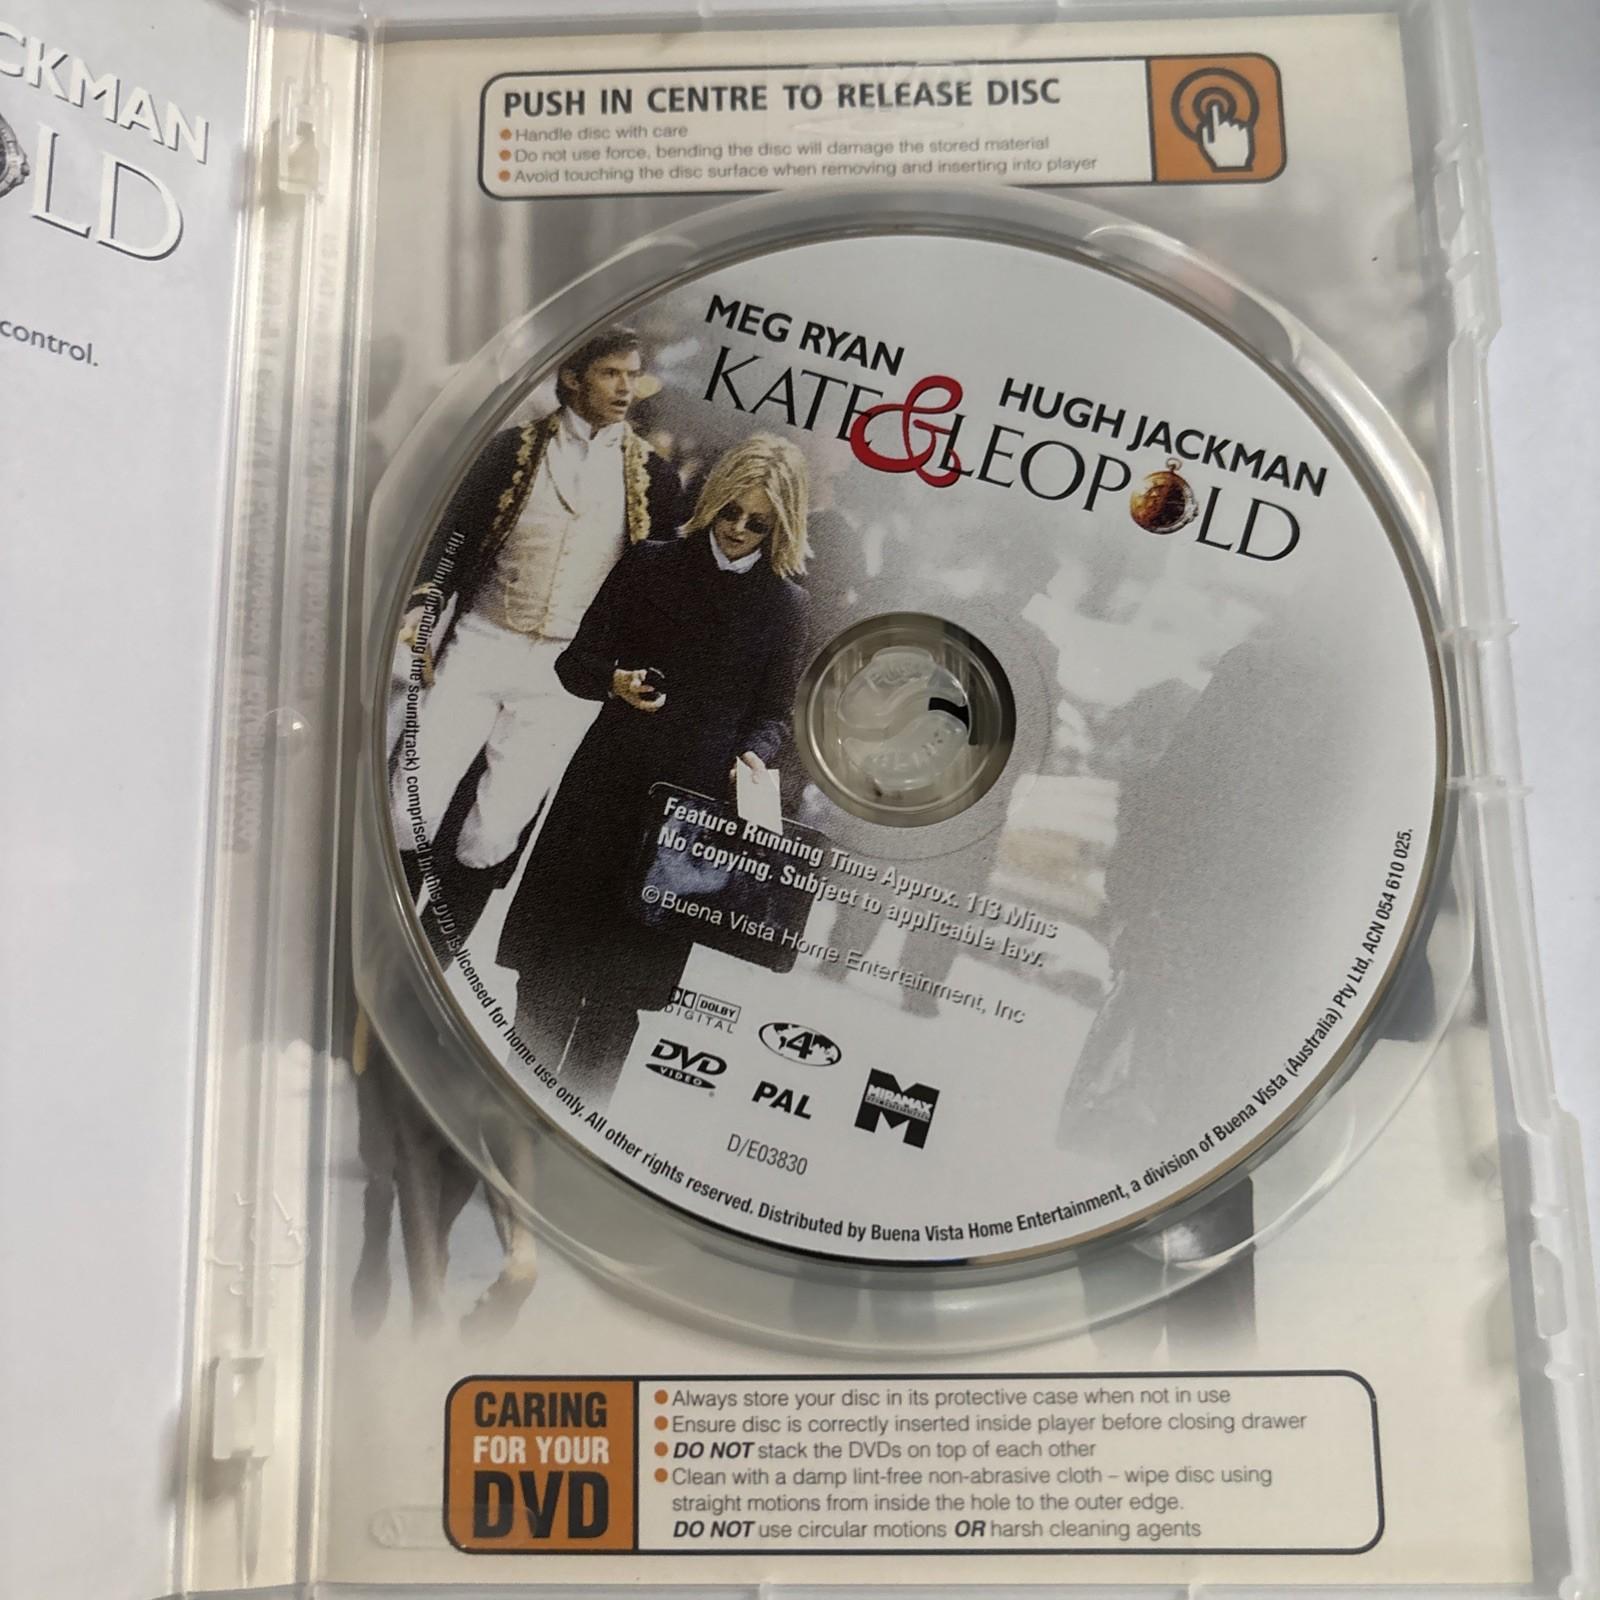 CKMAN
LD
control.
PUSH IN CENTRE TO RELEASE DISC
Handle disc with care
Do not use force, bending the disc will damage the stored material
Avoid touching the disc surface when removing and inserting into player
MEG RYAN
HUGH JACKMAN
KATE & LEOPOLD
Feature Running Time Approx. 113 Mins
No copying. Subject to applicable law.
©Buena Vista Home Entertainment, Inc
DOLBY
DIGITAL
4
DVD
VIDEO
PAL
MIRAMAX
D/E03830
The film (including the soundtrack) comprised in this DVD is licensed for home use only. All other rights reserved. Distributed by Buena Vista Home Entertainment, a division of Buena Vista (Australia) Pty Ltd, ACN 054 610 025.
CARING
FOR YOUR
DVD
Always store your disc in its protective case when not in use
Ensure disc is correctly inserted inside player before closing drawer
DO NOT stack the DVDs on top of each other
Clean with a damp lint-free non-abrasive cloth – wipe disc using
straight motions from inside the hole to the outer edge.
DO NOT use circular motions OR harsh cleaning agents